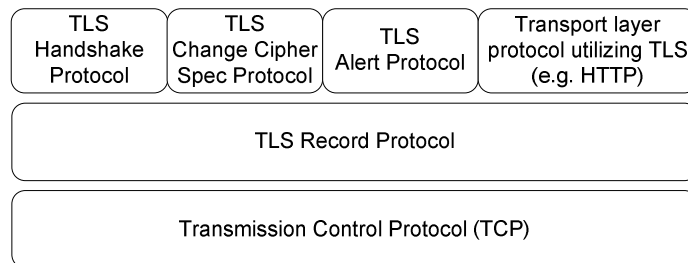 TLS
Handshake
Protocol
TLS
Change Cipher
Spec Protocol
TLS
Alert Protocol
Transport layer
protocol utilizing TLS
(e.g. HTTP)
TLS Record Protocol
Transmission Control Protocol (TCP)